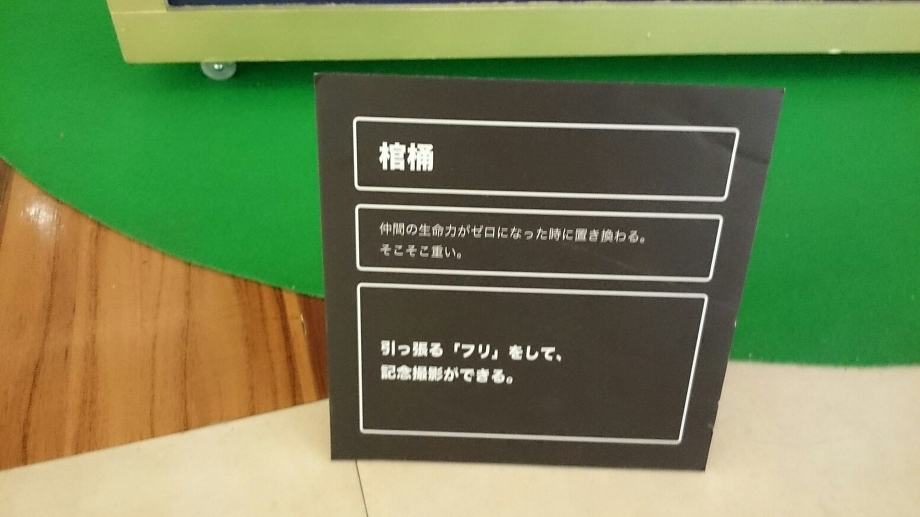 棺桶
仲間の生命力がゼロになった時に置き換わる。
そこそこ重い。
引っ張る「フリ」をして、
記念撮影ができる。